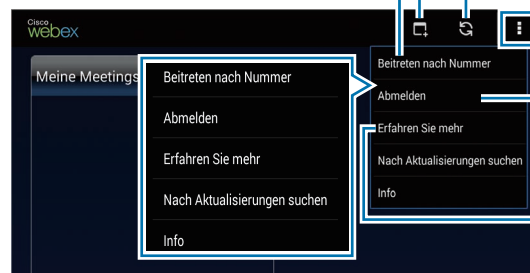 Cisco
webex
Meine Meetings
Beitreten nach Nummer
Abmelden
Erfahren Sie mehr
Nach Aktualisierungen suchen
Info
Beitreten nach Nummer
Abmelden
Erfahren Sie mehr
Nach Aktualisierungen suchen
Info